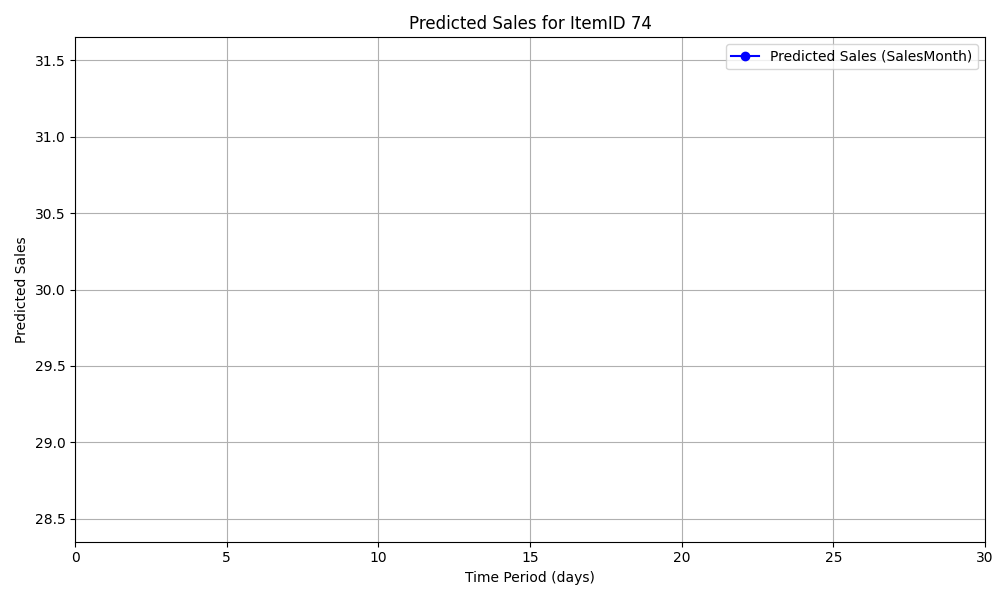 Predicted Sales for ItemID 74
Predicted Sales (SalesMonth)
Predicted Sales
31.5
31.0
30.5
30.0
29.5
29.0
28.5
0 5 10 15 20 25 30
Time Period (days)